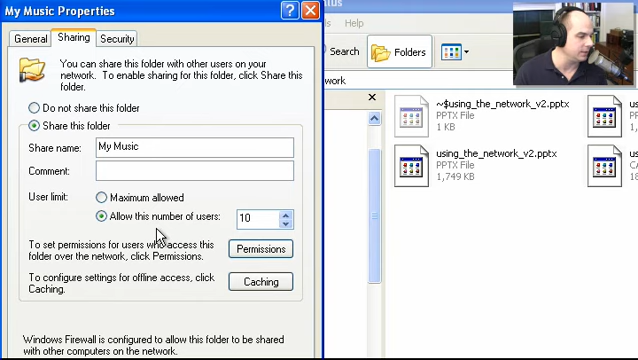 My Music Properties
General
Sharing
Security
You can share this folder with other users on your
network. To enable sharing for this folder, click Share this
folder.
Do not share this folder
Share this folder
Share name:
My Music
Comment:
User limit:
Maximum allowed
Allow this number of users:
10
To set permissions for users who access this
folder over the network, click Permissions.
Permissions
To configure settings for offline access, click
Caching.
Caching
Windows Firewall is configured to allow this folder to be shared
with other computers on the network.
Help
Search
Folders
~$using_the_network_v2.pptx
PPTX File
1 KB
using_the_network_v2.pptx
PPTX File
1,749 KB